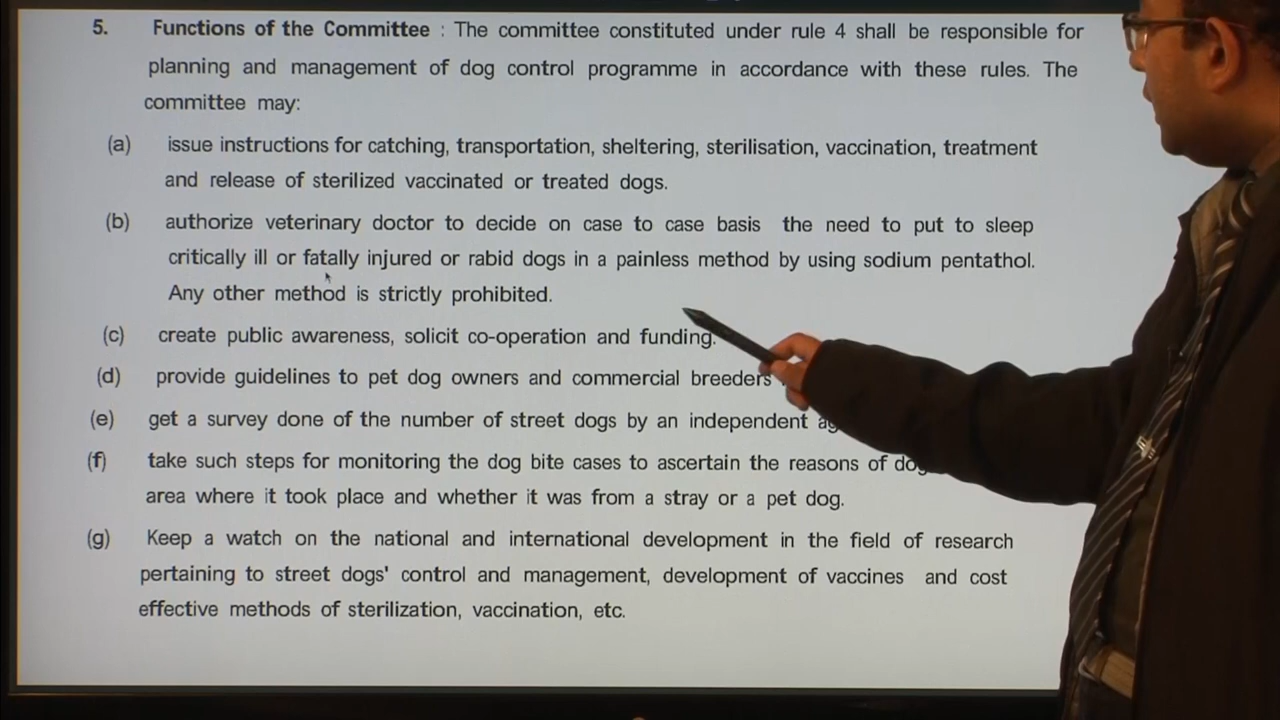 5. Functions of the Committee : The committee constituted under rule 4 shall be responsible for
planning and management of dog control programme in accordance with these rules. The
committee may:
(a) issue instructions for catching, transportation, sheltering, sterilisation, vaccination, treatment
and release of sterilized vaccinated or treated dogs.
(b) authorize veterinary doctor to decide on case to case basis the need to put to sleep
critically ill or fatally injured or rabid dogs in a painless method by using sodium pentathol.
Any other method is strictly prohibited.
(c) create public awareness, solicit co-operation and funding.
(d) provide guidelines to pet dog owners and commercial breeders
(e) get a survey done of the number of street dogs by an independent
(f) take such steps for monitoring the dog bite cases to ascertain the reasons of
area where it took place and whether it was from a stray or a pet dog.
(g) Keep a watch on the national and international development in the field of research
pertaining to street dogs' control and management, development of vaccines and cost
effective methods of sterilization, vaccination, etc.